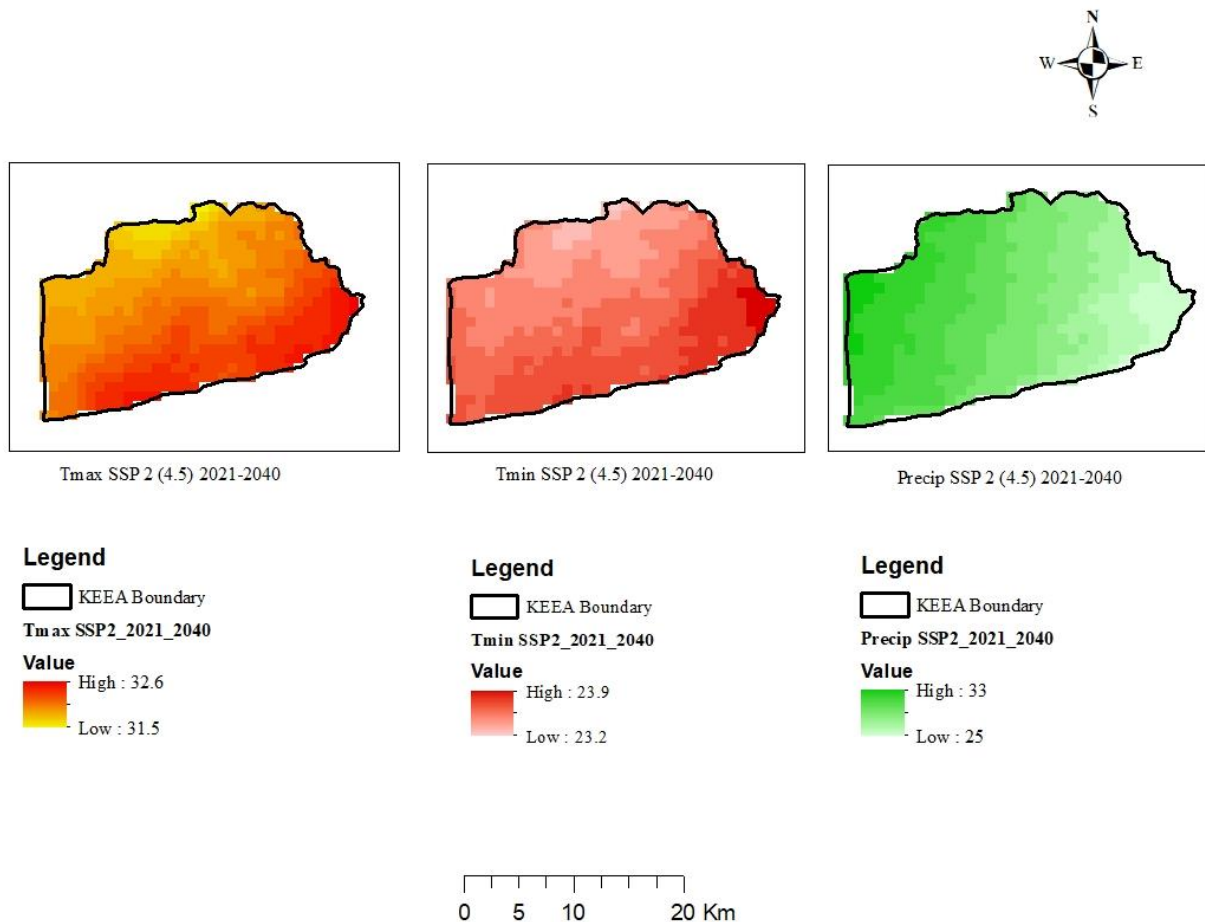 N
W E
S
Tmax SSP 2 (4.5) 2021-2040
Tmin SSP 2 (4.5) 2021-2040
Precip SSP 2 (4.5) 2021-2040
Legend
KEEA Boundary
Tmax SSP2_2021_2040
Value
High : 32.6
Low : 31.5
Legend
KEEA Boundary
Tmin SSP2_2021_2040
Value
High : 23.9
Low : 23.2
Legend
KEEA Boundary
Precip SSP2_2021_2040
Value
High : 33
Low : 25
0 5 10 20 Km